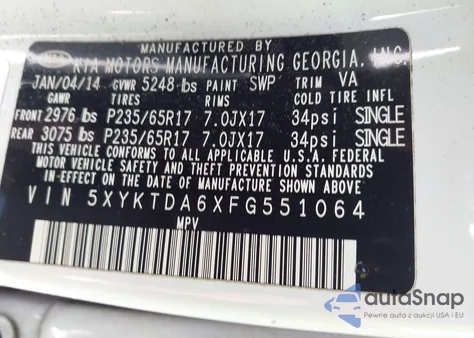 MANUFACTURED BY
KIA MOTORS MANUFACTURING GEORGIA, INC.
JAN/04/14 GVWR 5248 lbs PAINT SWP TRIM VA
GAWR TIRES RIMS COLD TIRE INFL
FRONT 2976 lbs P235/65R17 7.0JX17 34psi SINGLE
REAR 3075 lbs P235/65R17 7.0JX17 34psi SINGLE
THIS VEHICLE CONFORMS TO ALL APPLICABLE U.S.A. FEDERAL
MOTOR VEHICLE SAFETY AND THEFT PREVENTION STANDARDS
IN EFFECT ON THE DATE OF MANUFACTURE SHOWN ABOVE.
VIN 5XYKTDA6XFG551064
MPV
autoSnap
Pewne auta z USA i EU